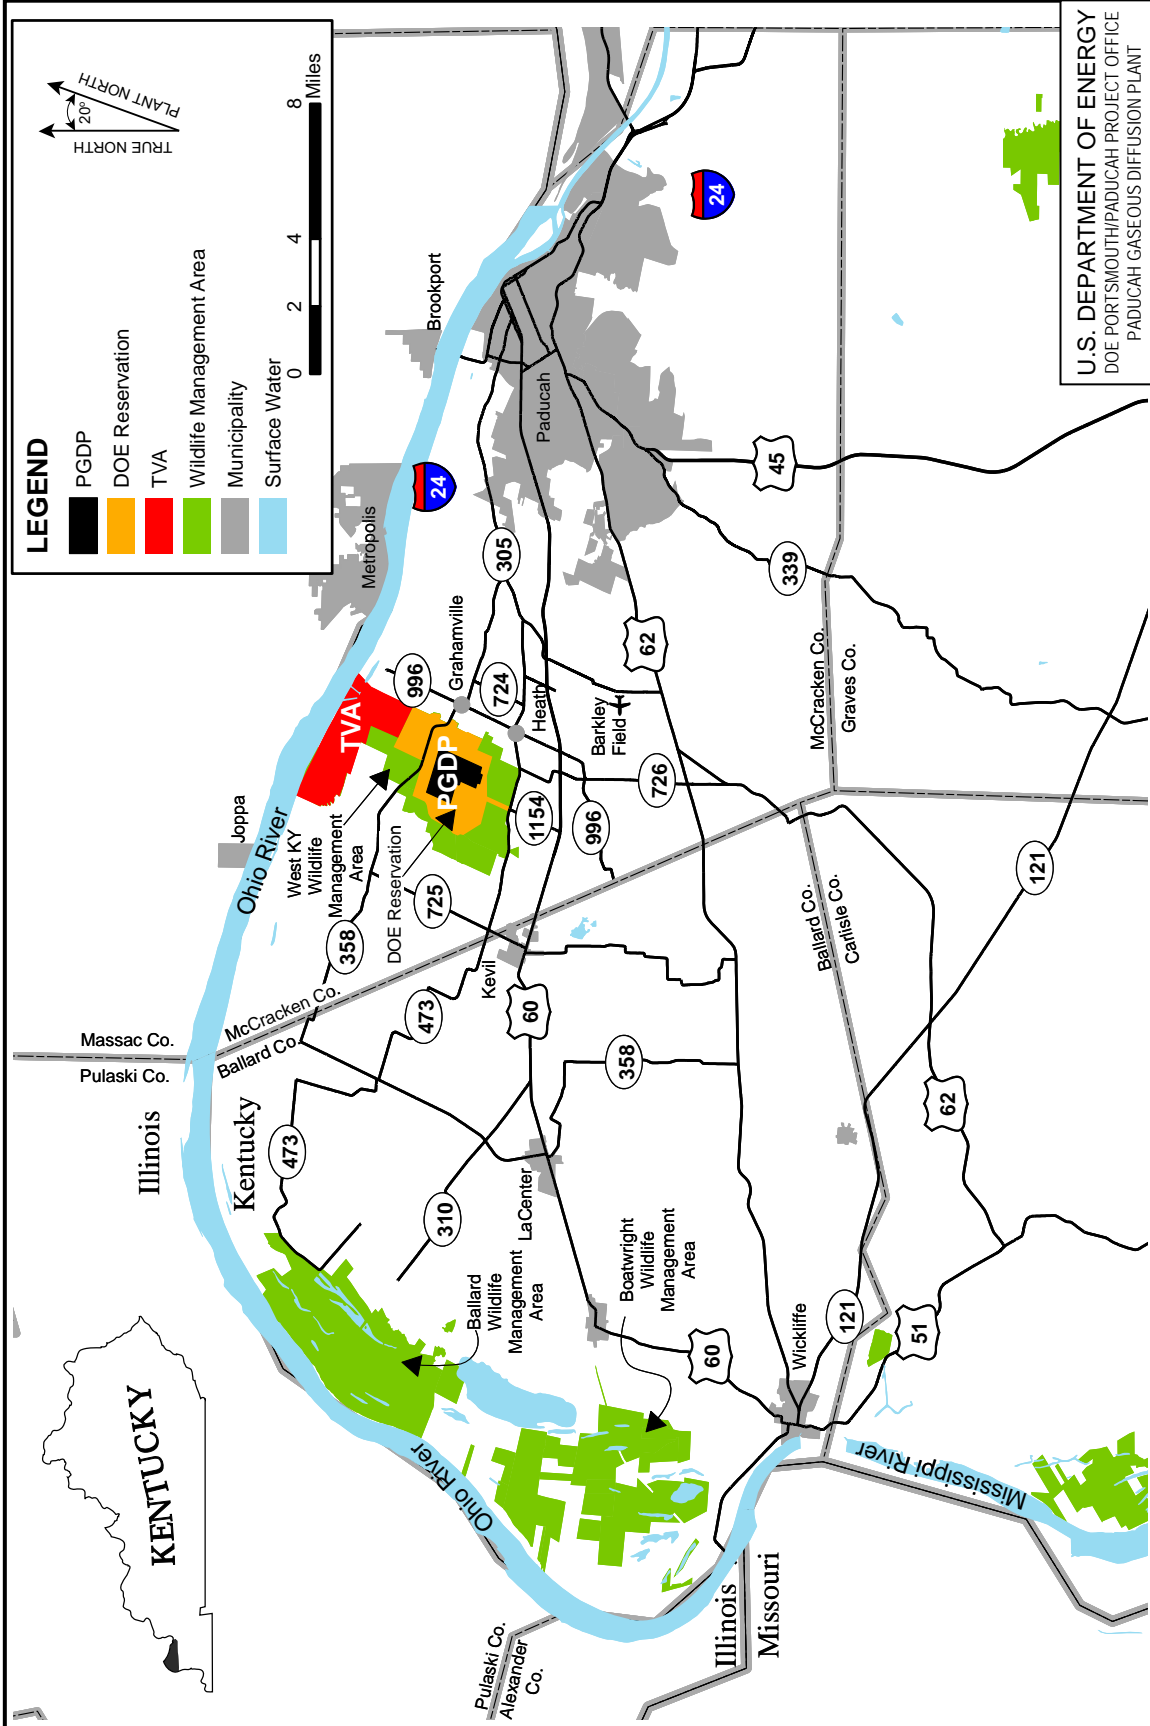 LEGEND
PGDP
DOE Reservation
TVA
Wildlife Management Area
Municipality
Surface Water
0
2
4
8
Miles
TRUE NORTH
20°
PLANT NORTH
KENTUCKY
Massac Co.
Pulaski Co.
Illinois
Kentucky
Joppa
Ohio River
Metropolis
Brookport
24
TVA
West KY
Wildlife
Management
Area
DOE Reservation
PGDP
996
Grahamville
724
Heath
305
Paducah
24
Barkley
Field
62
726
996
1154
725
358
McCracken Co.
Ballard Co.
473
Kevil
60
473
310
358
LaCenter
Ballard
Wildlife
Management
Area
Boatwright
Wildlife
Management
Area
Ohio River
60
Wickliffe
121
51
62
121
Ballard Co.
Carlisle Co.
McCracken Co.
Graves Co.
339
45
Pulaski Co.
Alexander
Co.
Illinois
Missouri
Mississippi River
U.S. DEPARTMENT OF ENERGY
DOE PORTSMOUTH/PADUCAH PROJECT OFFICE
PADUCAH GASEOUS DIFFUSION PLANT